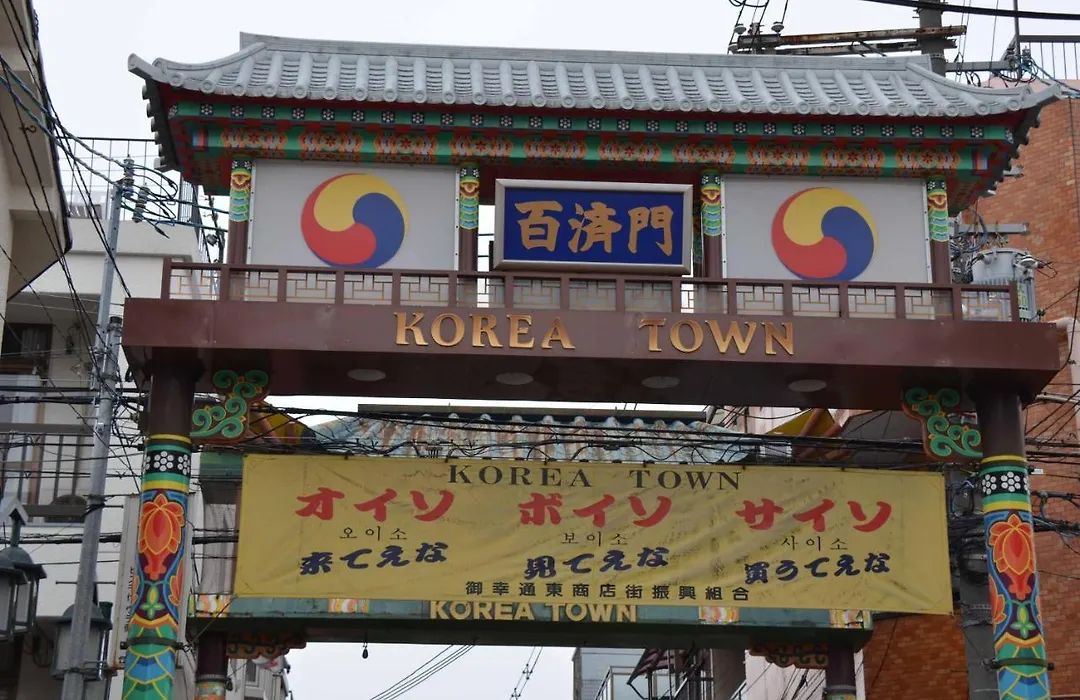 百済門
KOREA TOWN
KOREA TOWN
オイソ ボイソ サイソ
오이소 보이소 사이소
来てえな 見てえな 買うてえな
御幸通東商店街振興組合
KOREA TOWN